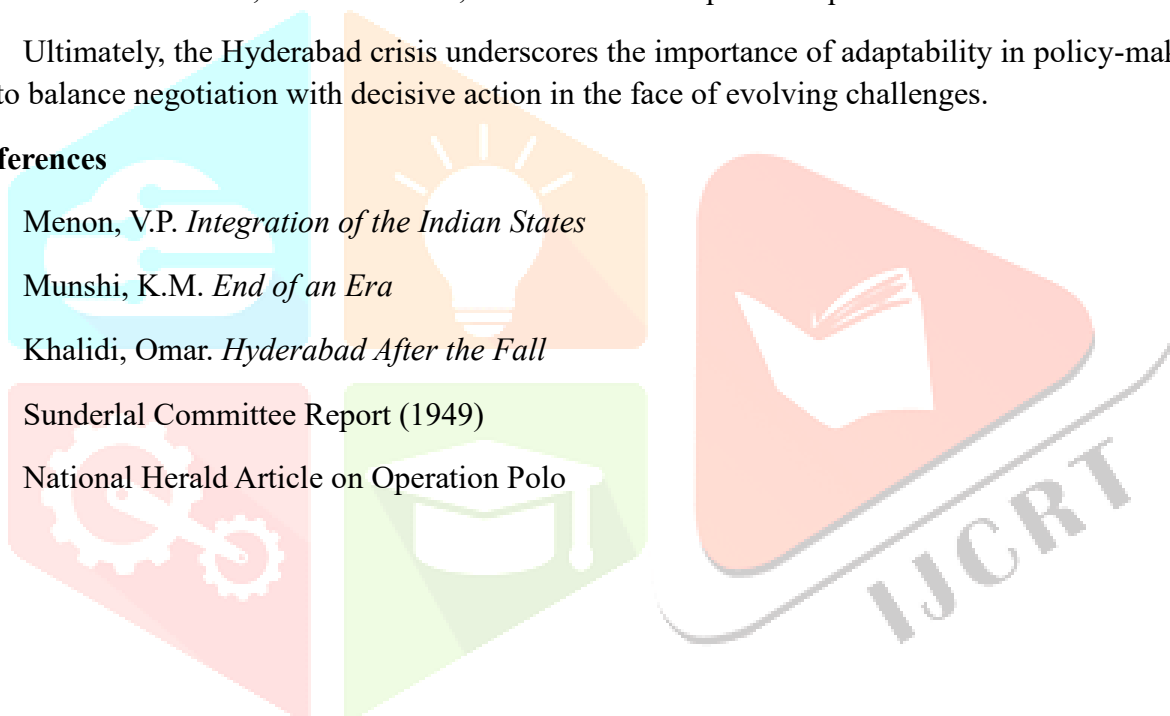 Ultimately, the Hyderabad crisis underscores the importance of adaptability in policy-mak
to balance negotiation with decisive action in the face of evolving challenges.
ferences
Menon, V.P. Integration of the Indian States
Munshi, K.M. End of an Era
Khalidi, Omar. Hyderabad After the Fall
Sunderlal Committee Report (1949)
National Herald Article on Operation Polo
IJCRT